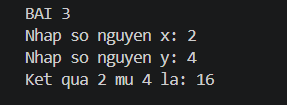 BAI 3
Nhap so nguyen x: 2
Nhap so nguyen y: 4
Ket qua 2 mu 4 la: 16